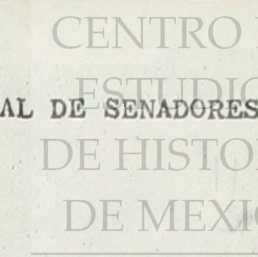 CENTRO
ESTUDIO
AL DE SENADORES
DE HISTO
DE MEXIC